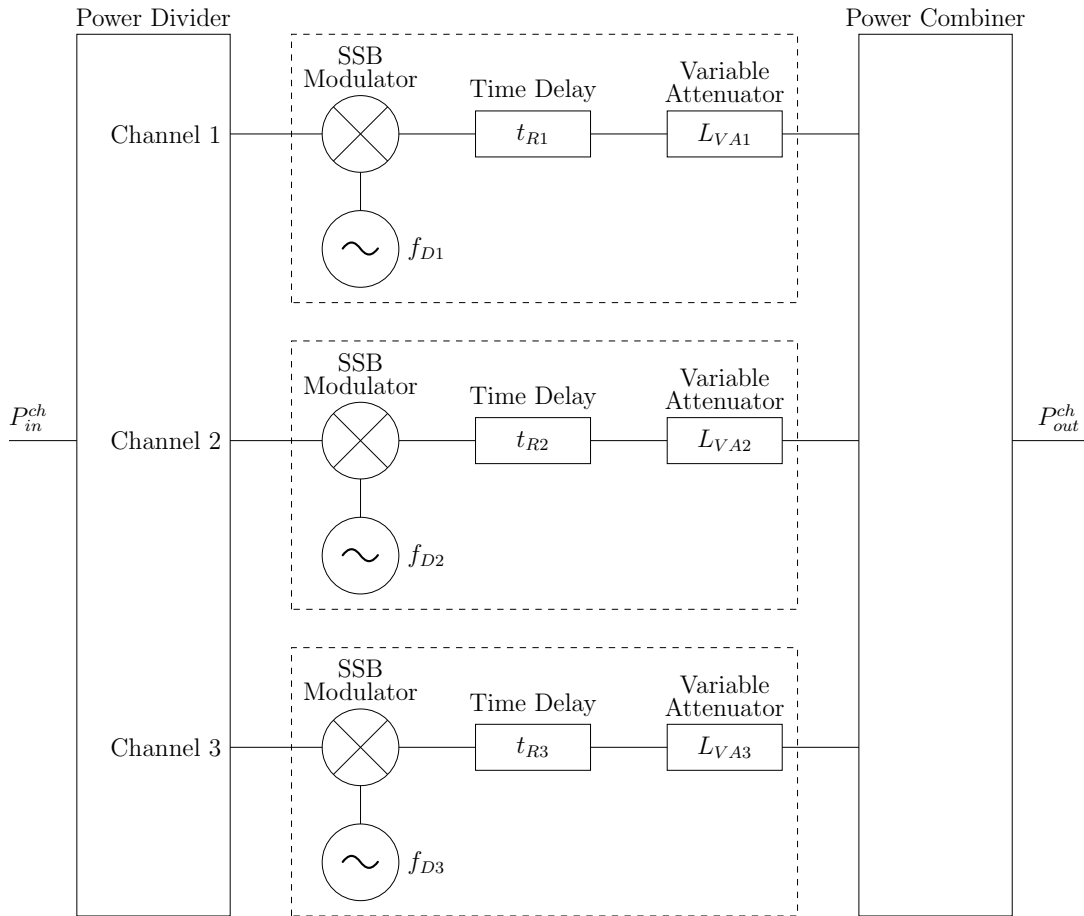 Power Divider
Power Combiner
SSB
Modulator
Time Delay
Variable
Attenuator
Channel 1
$t_{R1}$
$L_{VA1}$
$f_{D1}$
SSB
Modulator
Time Delay
Variable
Attenuator
$P_{in}^{ch}$
Channel 2
$t_{R2}$
$L_{VA2}$
$P_{out}^{ch}$
$f_{D2}$
SSB
Modulator
Time Delay
Variable
Attenuator
Channel 3
$t_{R3}$
$L_{VA3}$
$f_{D3}$